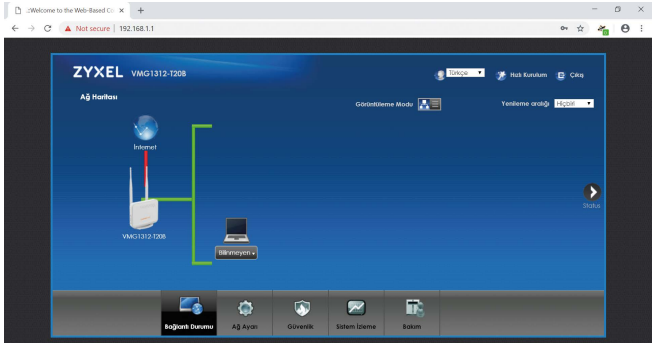 ::Welcome to the Web-Based Co
Not secure | 192.168.1.1
ZYXEL VMG1312-T20B
Türkçe Hızlı Kurulum Çıkış
Ağ Haritası
Görüntüleme Modu Yenileme aralığı Hiçbiri
İnternet
Status
VMG1312-T20B
Bilinmeyen
Bağlantı Durumu Ağ Ayarı Güvenlik Sistem İzleme Bakım